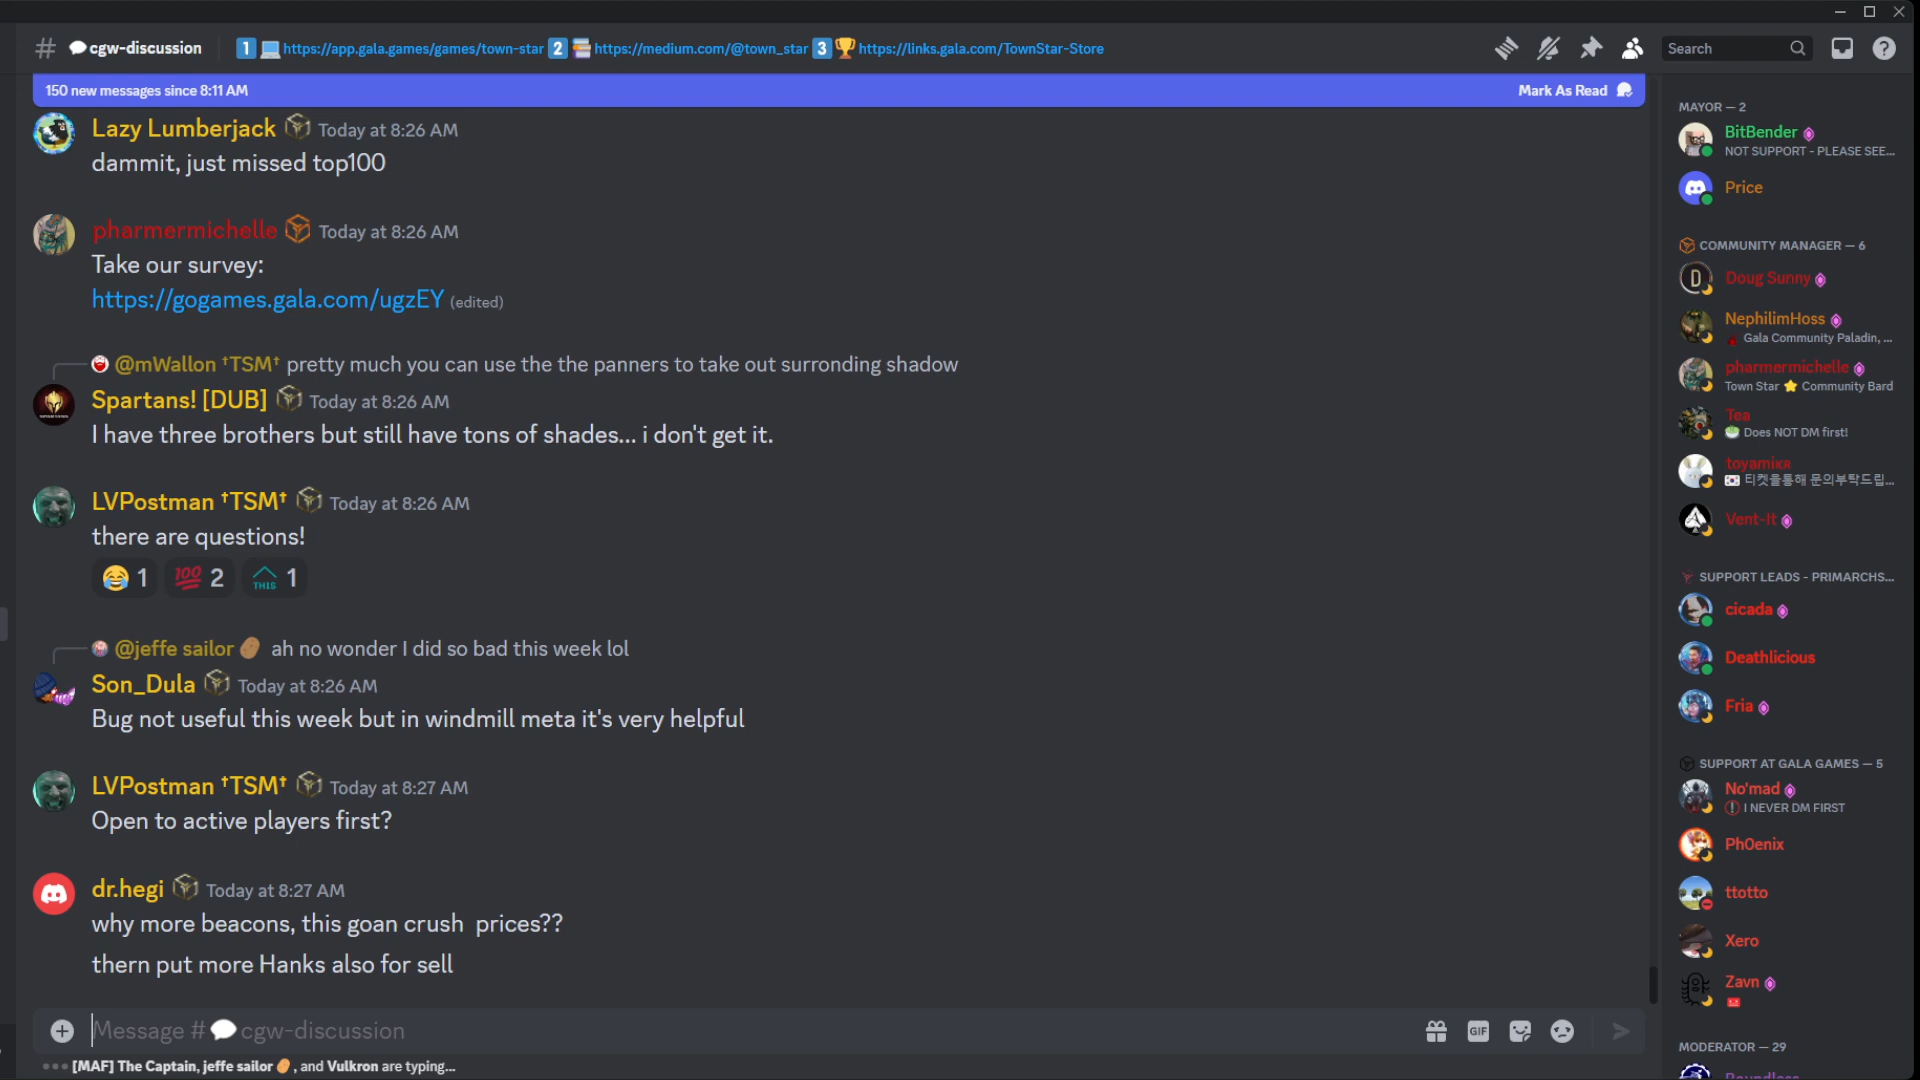 # cgw-discussion
1 https://app.gala.games/games/town-star 2 https://medium.com/@town_star 3 https://links.gala.com/TownStar-Store
Search
150 new messages since 8:11 AM
Mark As Read
Lazy Lumberjack Today at 8:26 AM
dammit, just missed top100
pharmermichelle Today at 8:26 AM
Take our survey:
https://gogames.gala.com/ugzEY (edited)
@mWallon †TSM† pretty much you can use the the panners to take out surronding shadow
Spartans! [DUB] Today at 8:26 AM
I have three brothers but still have tons of shades... i don't get it.
LVPostman †TSM† Today at 8:26 AM
there are questions!
1 100 2 THIS 1
@jeffe sailor ah no wonder I did so bad this week lol
Son_Dula Today at 8:26 AM
Bug not useful this week but in windmill meta it's very helpful
LVPostman †TSM† Today at 8:27 AM
Open to active players first?
dr.hegi Today at 8:27 AM
why more beacons, this goan crush prices??
thern put more Hanks also for sell
Message # cgw-discussion
GIF
[MAF] The Captain, jeffe sailor , and Vulkron are typing...
MAYOR — 2
BitBender
NOT SUPPORT - PLEASE SEE...
Price
COMMUNITY MANAGER — 6
D
Doug Sunny
NephilimHoss
Gala Community Paladin, ...
pharmermichelle
Town Star ⭐ Community Bard
Tea
Does NOT DM first!
toyamiKR
티켓을통해 문의부탁드립...
Vent-It
SUPPORT LEADS - PRIMARCHS...
cicada
Deathlicious
Fria
SUPPORT AT GALA GAMES — 5
No'mad
I NEVER DM FIRST
Ph0enix
ttotto
Xero
Zavn
MODERATOR — 29